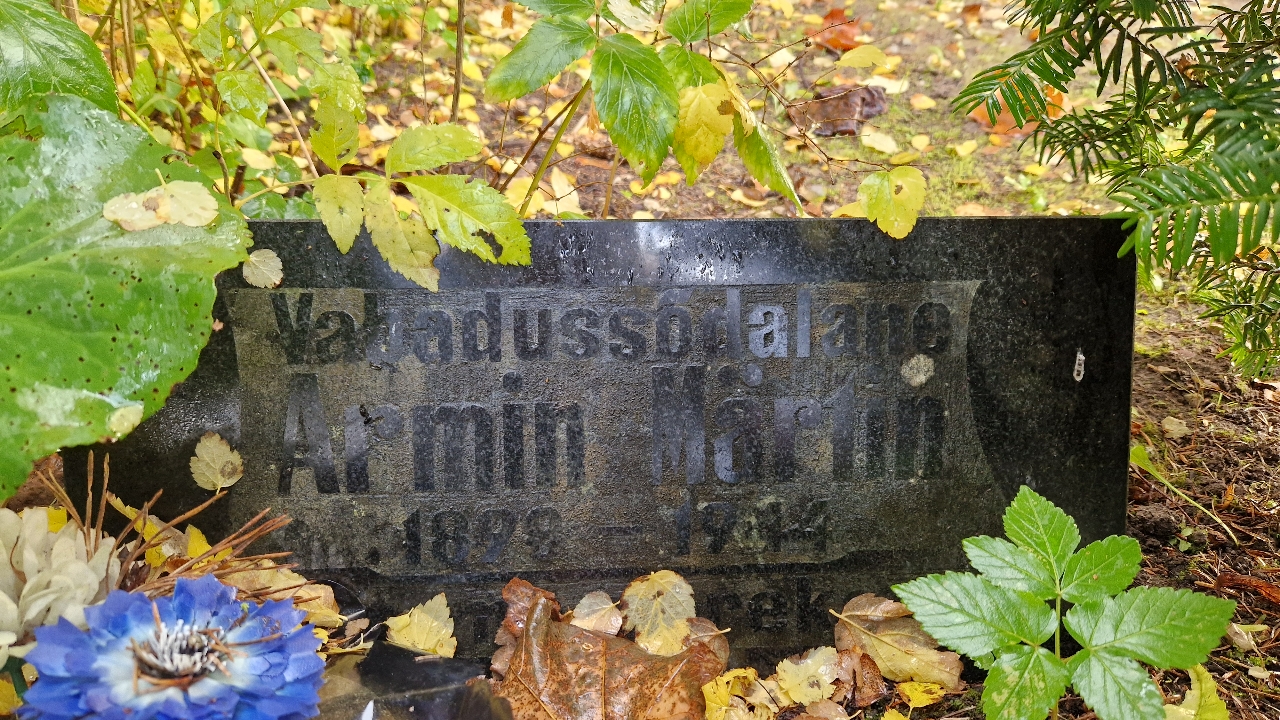 Vabadussõdalane
Armin Märtin
1899 – 1944